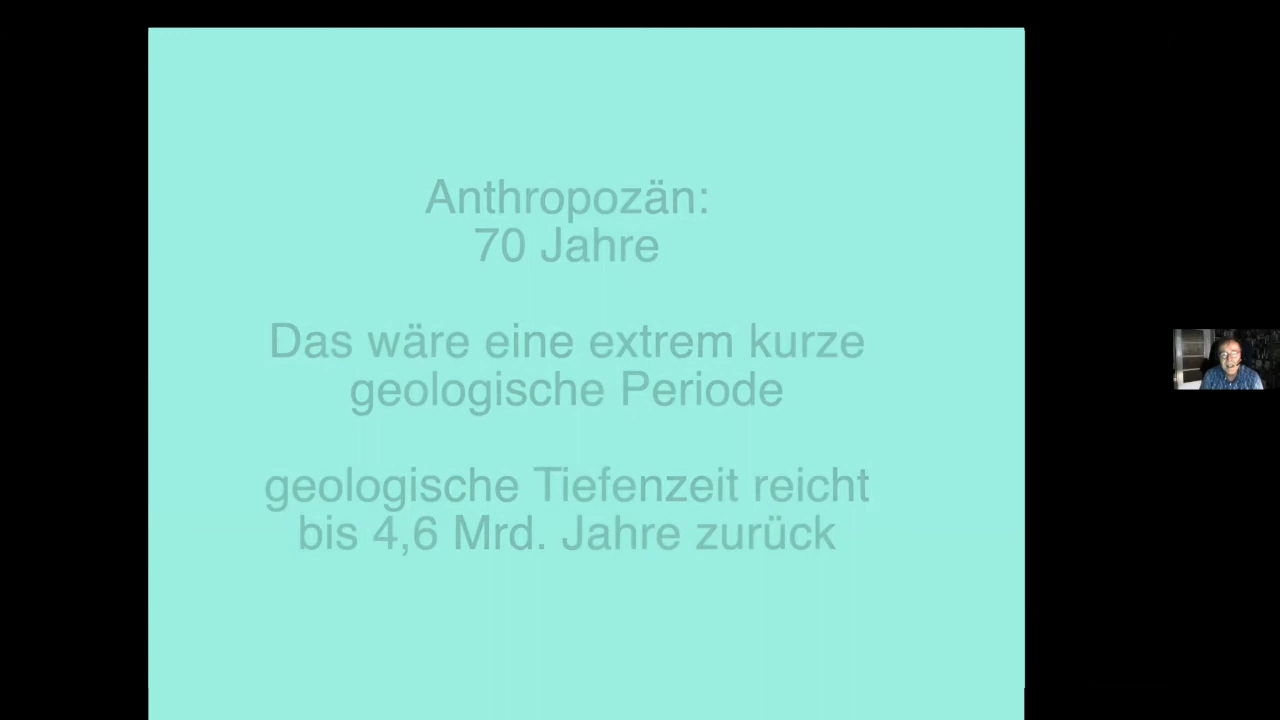 Anthropozän:
70 Jahre
Das wäre eine extrem kurze
geologische Periode
geologische Tiefenzeit reicht
bis 4,6 Mrd. Jahre zurück